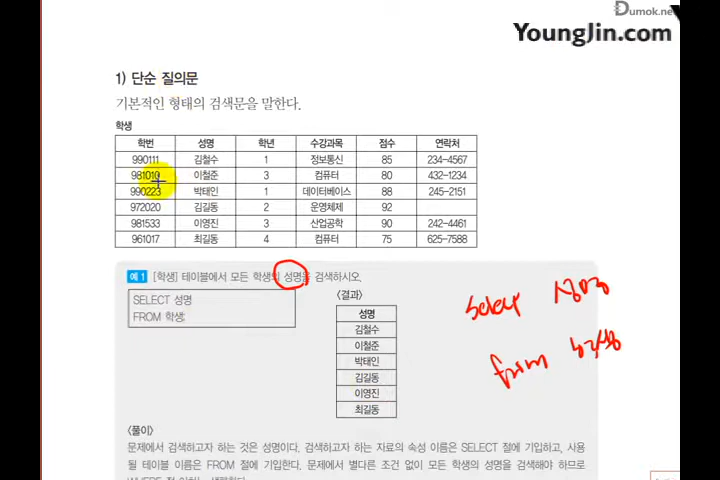 Dumok.net
YoungJin.com
1) 단순 질의문
기본적인 형태의 검색문을 말한다.
학생
학번 성명 학년 수강과목 점수 연락처
990111 김철수 1 정보통신 85 234-4567
981010 이철준 3 컴퓨터 80 432-1234
990223 박태인 1 데이터베이스 88 245-2151
972020 김길동 2 운영체제 92
981533 이영진 3 산업공학 90 242-4461
961017 최길동 4 컴퓨터 75 625-7588
예 1 [학생] 테이블에서 모든 학생의 성명을 검색하시오.
SELECT 성명
FROM 학생;
<결과>
성명
김철수
이철준
박태인
김길동
이영진
최길동
select 성명
from 학생
<풀이>
문제에서 검색하고자 하는 것은 성명이다. 검색하고자 하는 자료의 속성 이름은 SELECT 절에 기입하고, 사용
될 테이블 이름은 FROM 절에 기입한다. 문제에서 별다른 조건 없이 모든 학생의 성명을 검색해야 하므로